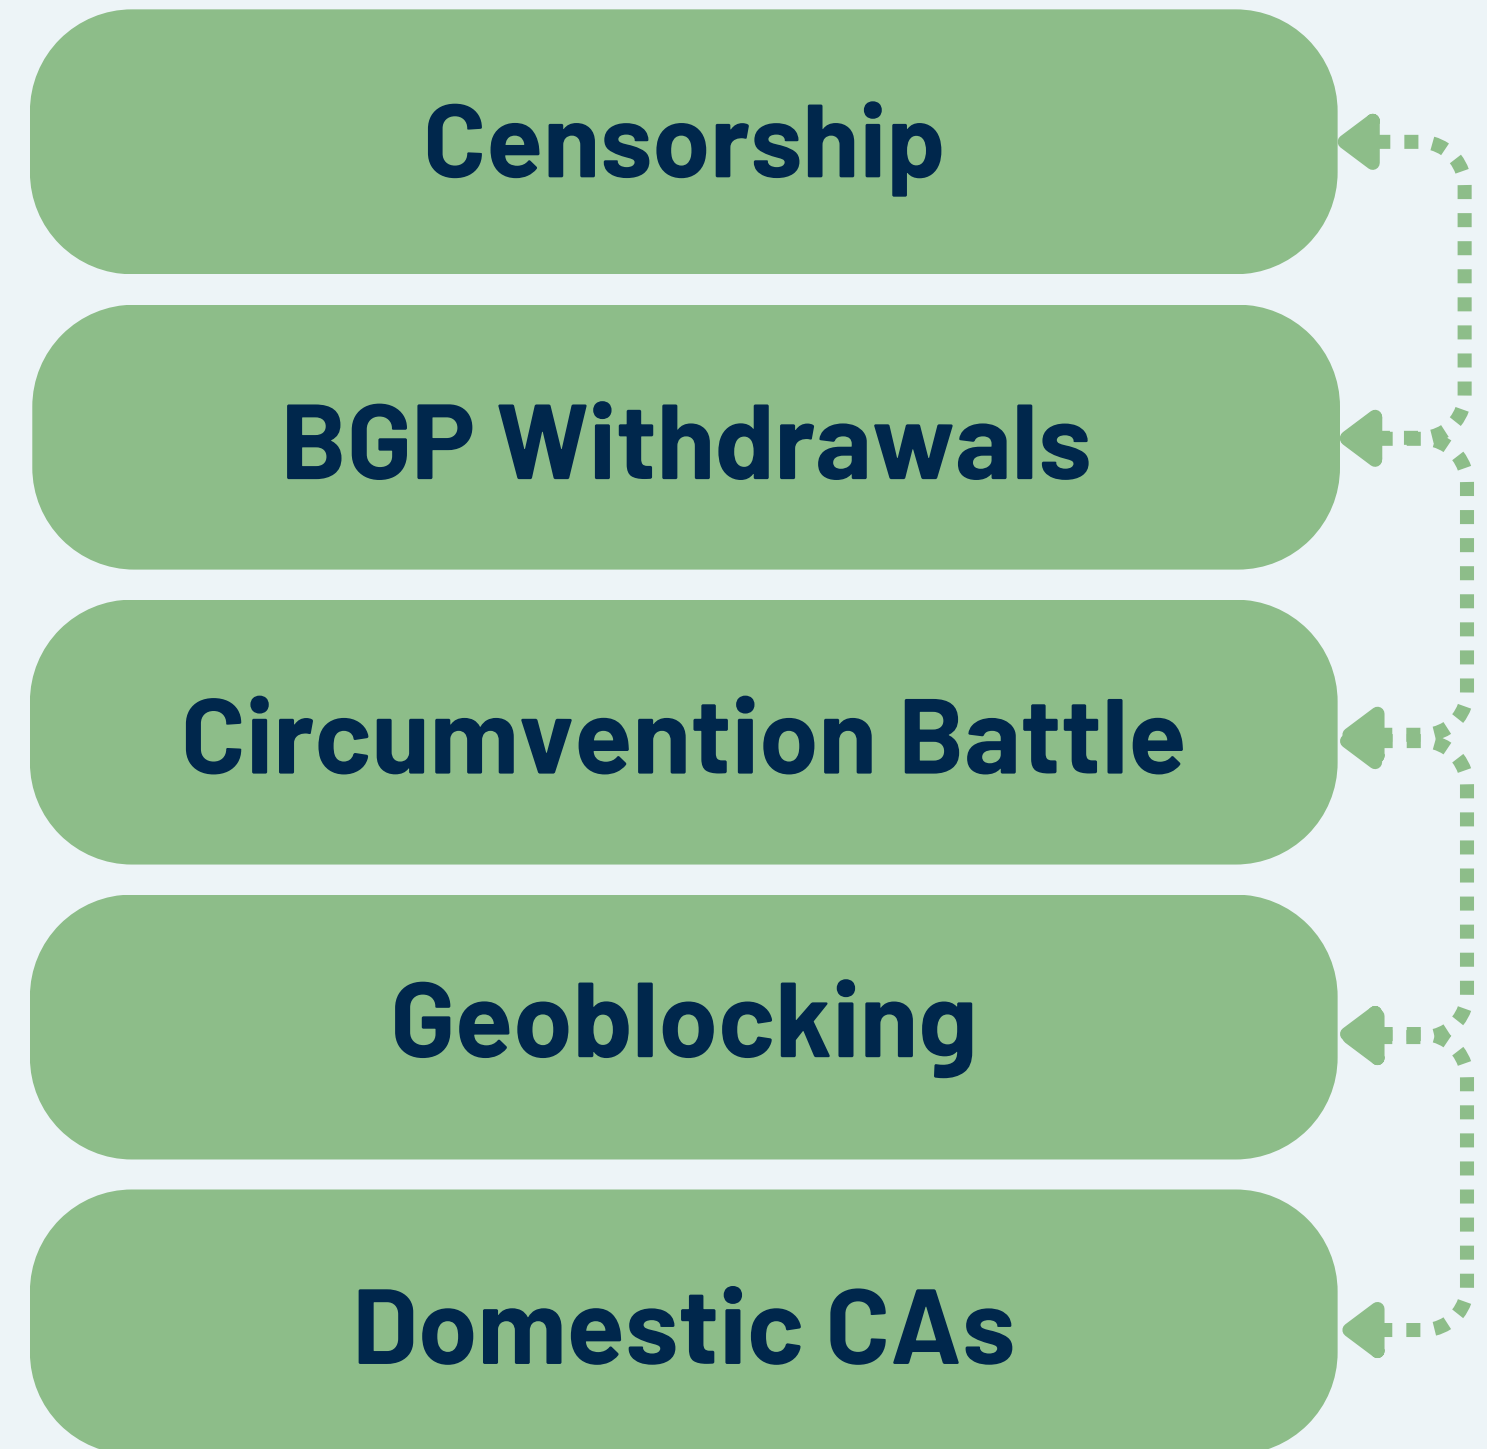 Censorship
BGP Withdrawals
Circumvention Battle
Geoblocking
Domestic CAs